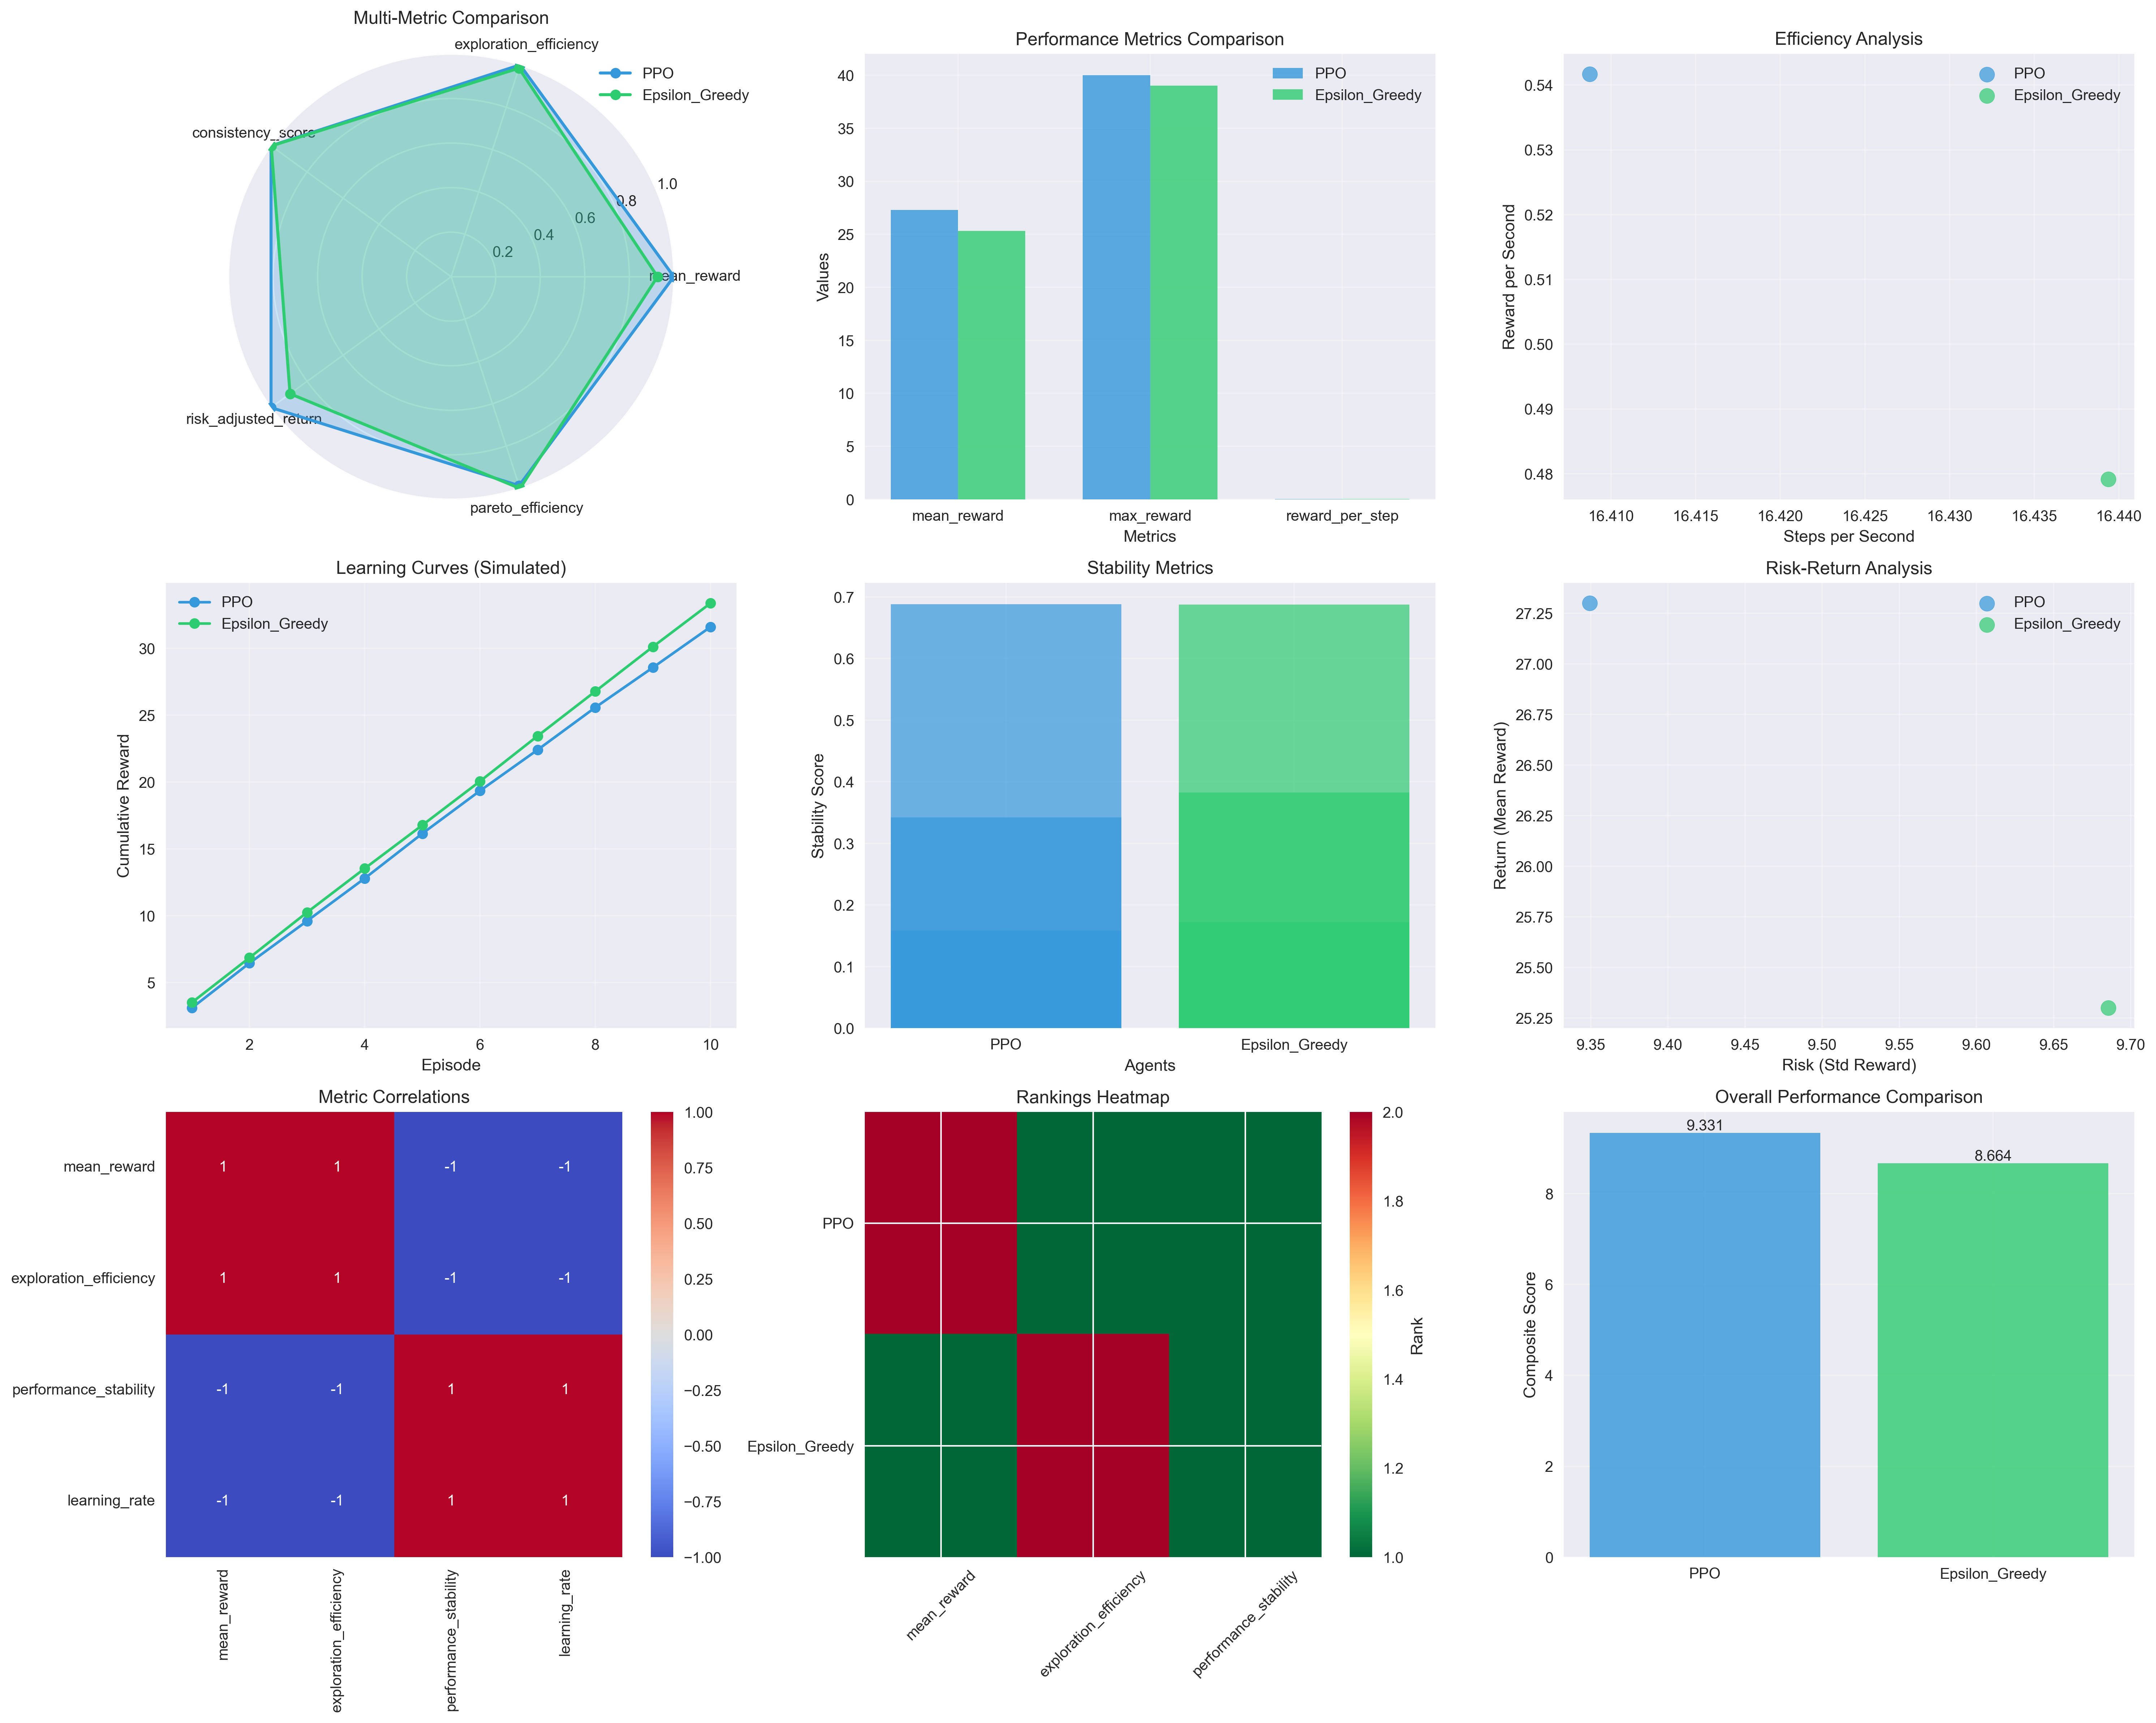 Multi-Metric Comparison
exploration_efficiency
PPO
Epsilon_Greedy
consistency_score
1.0
0.8
0.6
0.4
0.2
mean_reward
risk_adjusted_return
pareto_efficiency
Performance Metrics Comparison
PPO
Epsilon_Greedy
Values
40
35
30
25
20
15
10
5
0
mean_reward
max_reward
reward_per_step
Metrics
Efficiency Analysis
PPO
Epsilon_Greedy
Reward per Second
0.54
0.53
0.52
0.51
0.50
0.49
0.48
16.410
16.415
16.420
16.425
16.430
16.435
16.440
Steps per Second
Learning Curves (Simulated)
PPO
Epsilon_Greedy
Cumulative Reward
30
25
20
15
10
5
2
4
6
8
10
Episode
Stability Metrics
Stability Score
0.7
0.6
0.5
0.4
0.3
0.2
0.1
0.0
PPO
Epsilon_Greedy
Agents
Risk-Return Analysis
PPO
Epsilon_Greedy
Return (Mean Reward)
27.25
27.00
26.75
26.50
26.25
26.00
25.75
25.50
25.25
9.35
9.40
9.45
9.50
9.55
9.60
9.65
9.70
Risk (Std Reward)
Metric Correlations
mean_reward
1 1 -1 -1
exploration_efficiency
1 1 -1 -1
performance_stability
-1 -1 1 1
learning_rate
-1 -1 1 1
mean_reward
exploration_efficiency
performance_stability
learning_rate
1.00
0.75
0.50
0.25
0.00
−0.25
−0.50
−0.75
−1.00
Rankings Heatmap
PPO
Epsilon_Greedy
mean_reward
exploration_efficiency
performance_stability
2.0
1.8
1.6
1.4
1.2
1.0
Rank
Overall Performance Comparison
9.331
8.664
Composite Score
8
6
4
2
0
PPO
Epsilon_Greedy